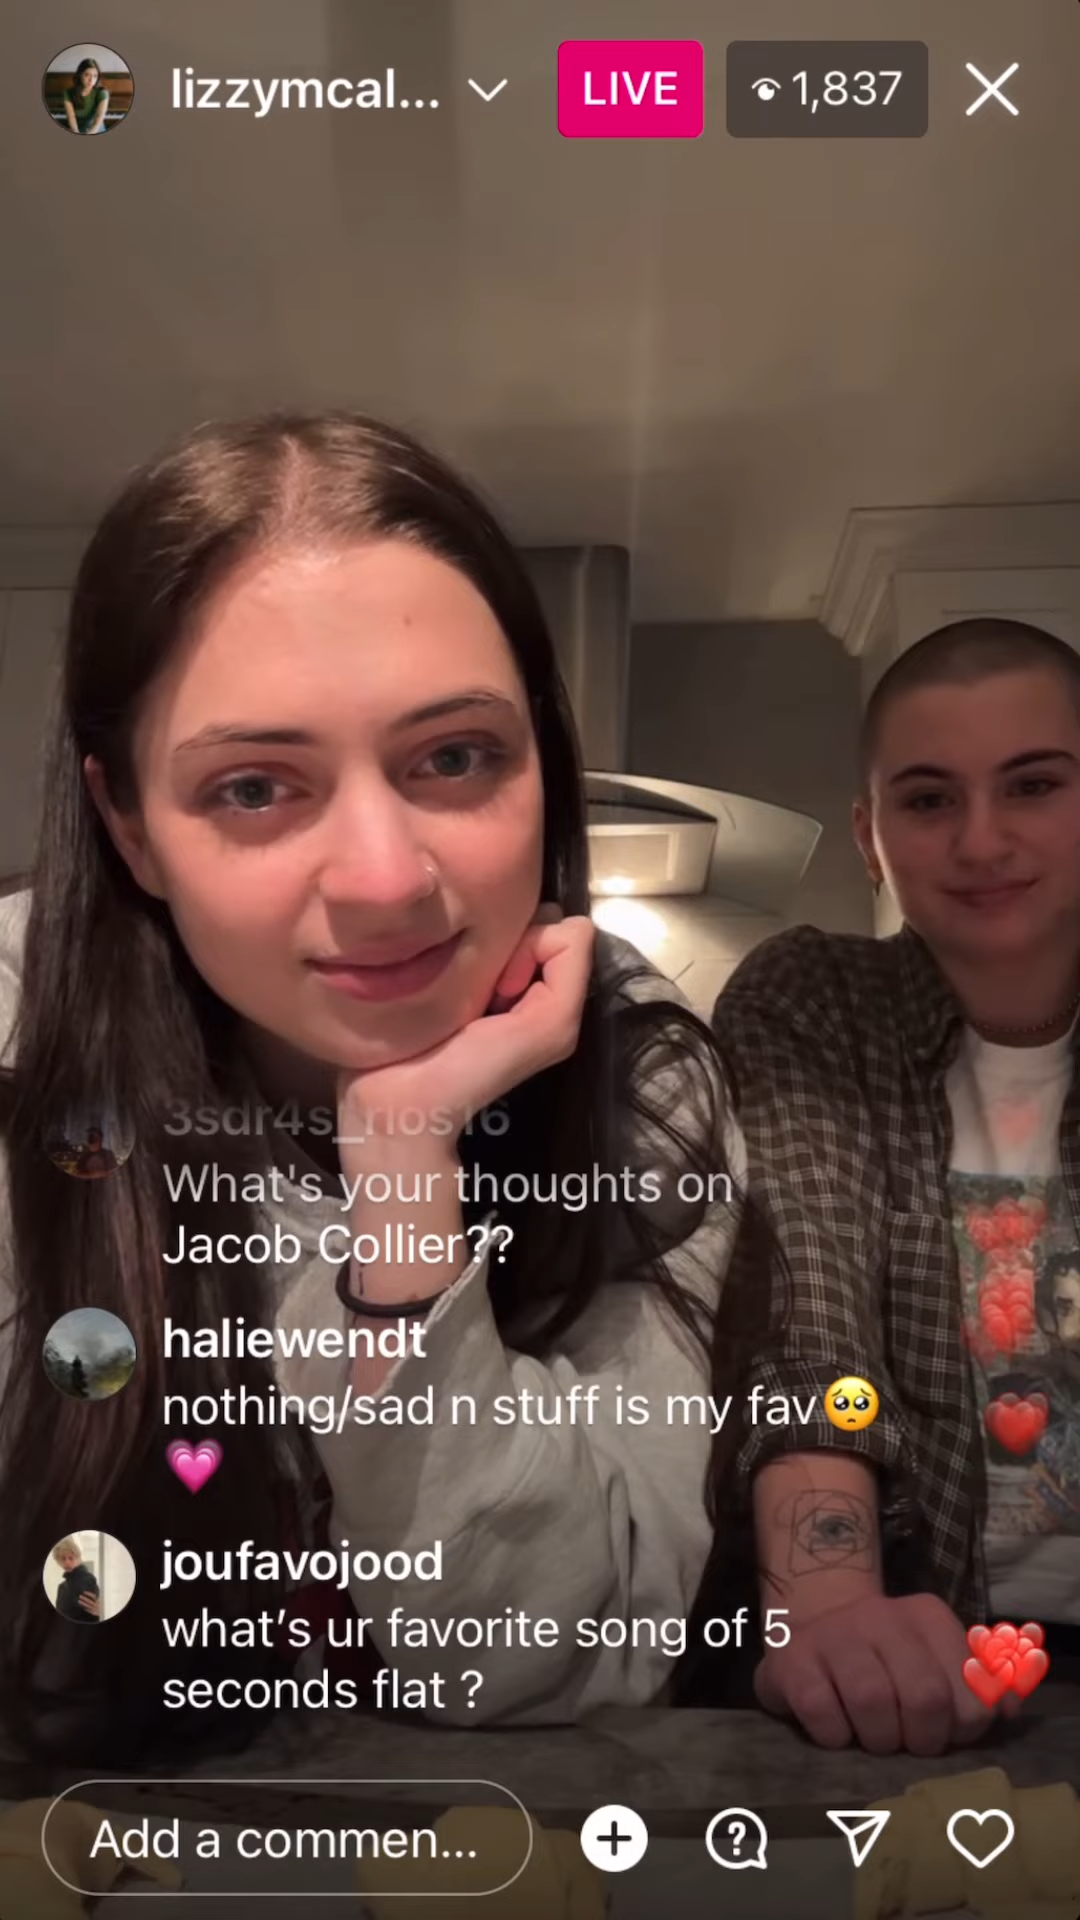 lizzymcal...
LIVE
1,837
3sdr4s_rios16
What's your thoughts on
Jacob Collier??
haliewendt
nothing/sad n stuff is my fav🥺
💗
joufavojood
what's ur favorite song of 5
seconds flat ?
Add a commen...